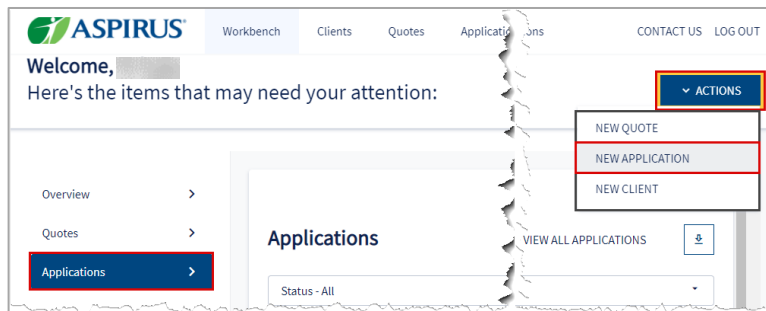 ASPIRUS Workbench Clients Quotes Applications CONTACT US LOG OUT
Welcome,
Here's the items that may need your attention:
ACTIONS
NEW QUOTE
NEW APPLICATION
NEW CLIENT
Overview
Quotes
Applications
Applications
VIEW ALL APPLICATIONS
Status - All